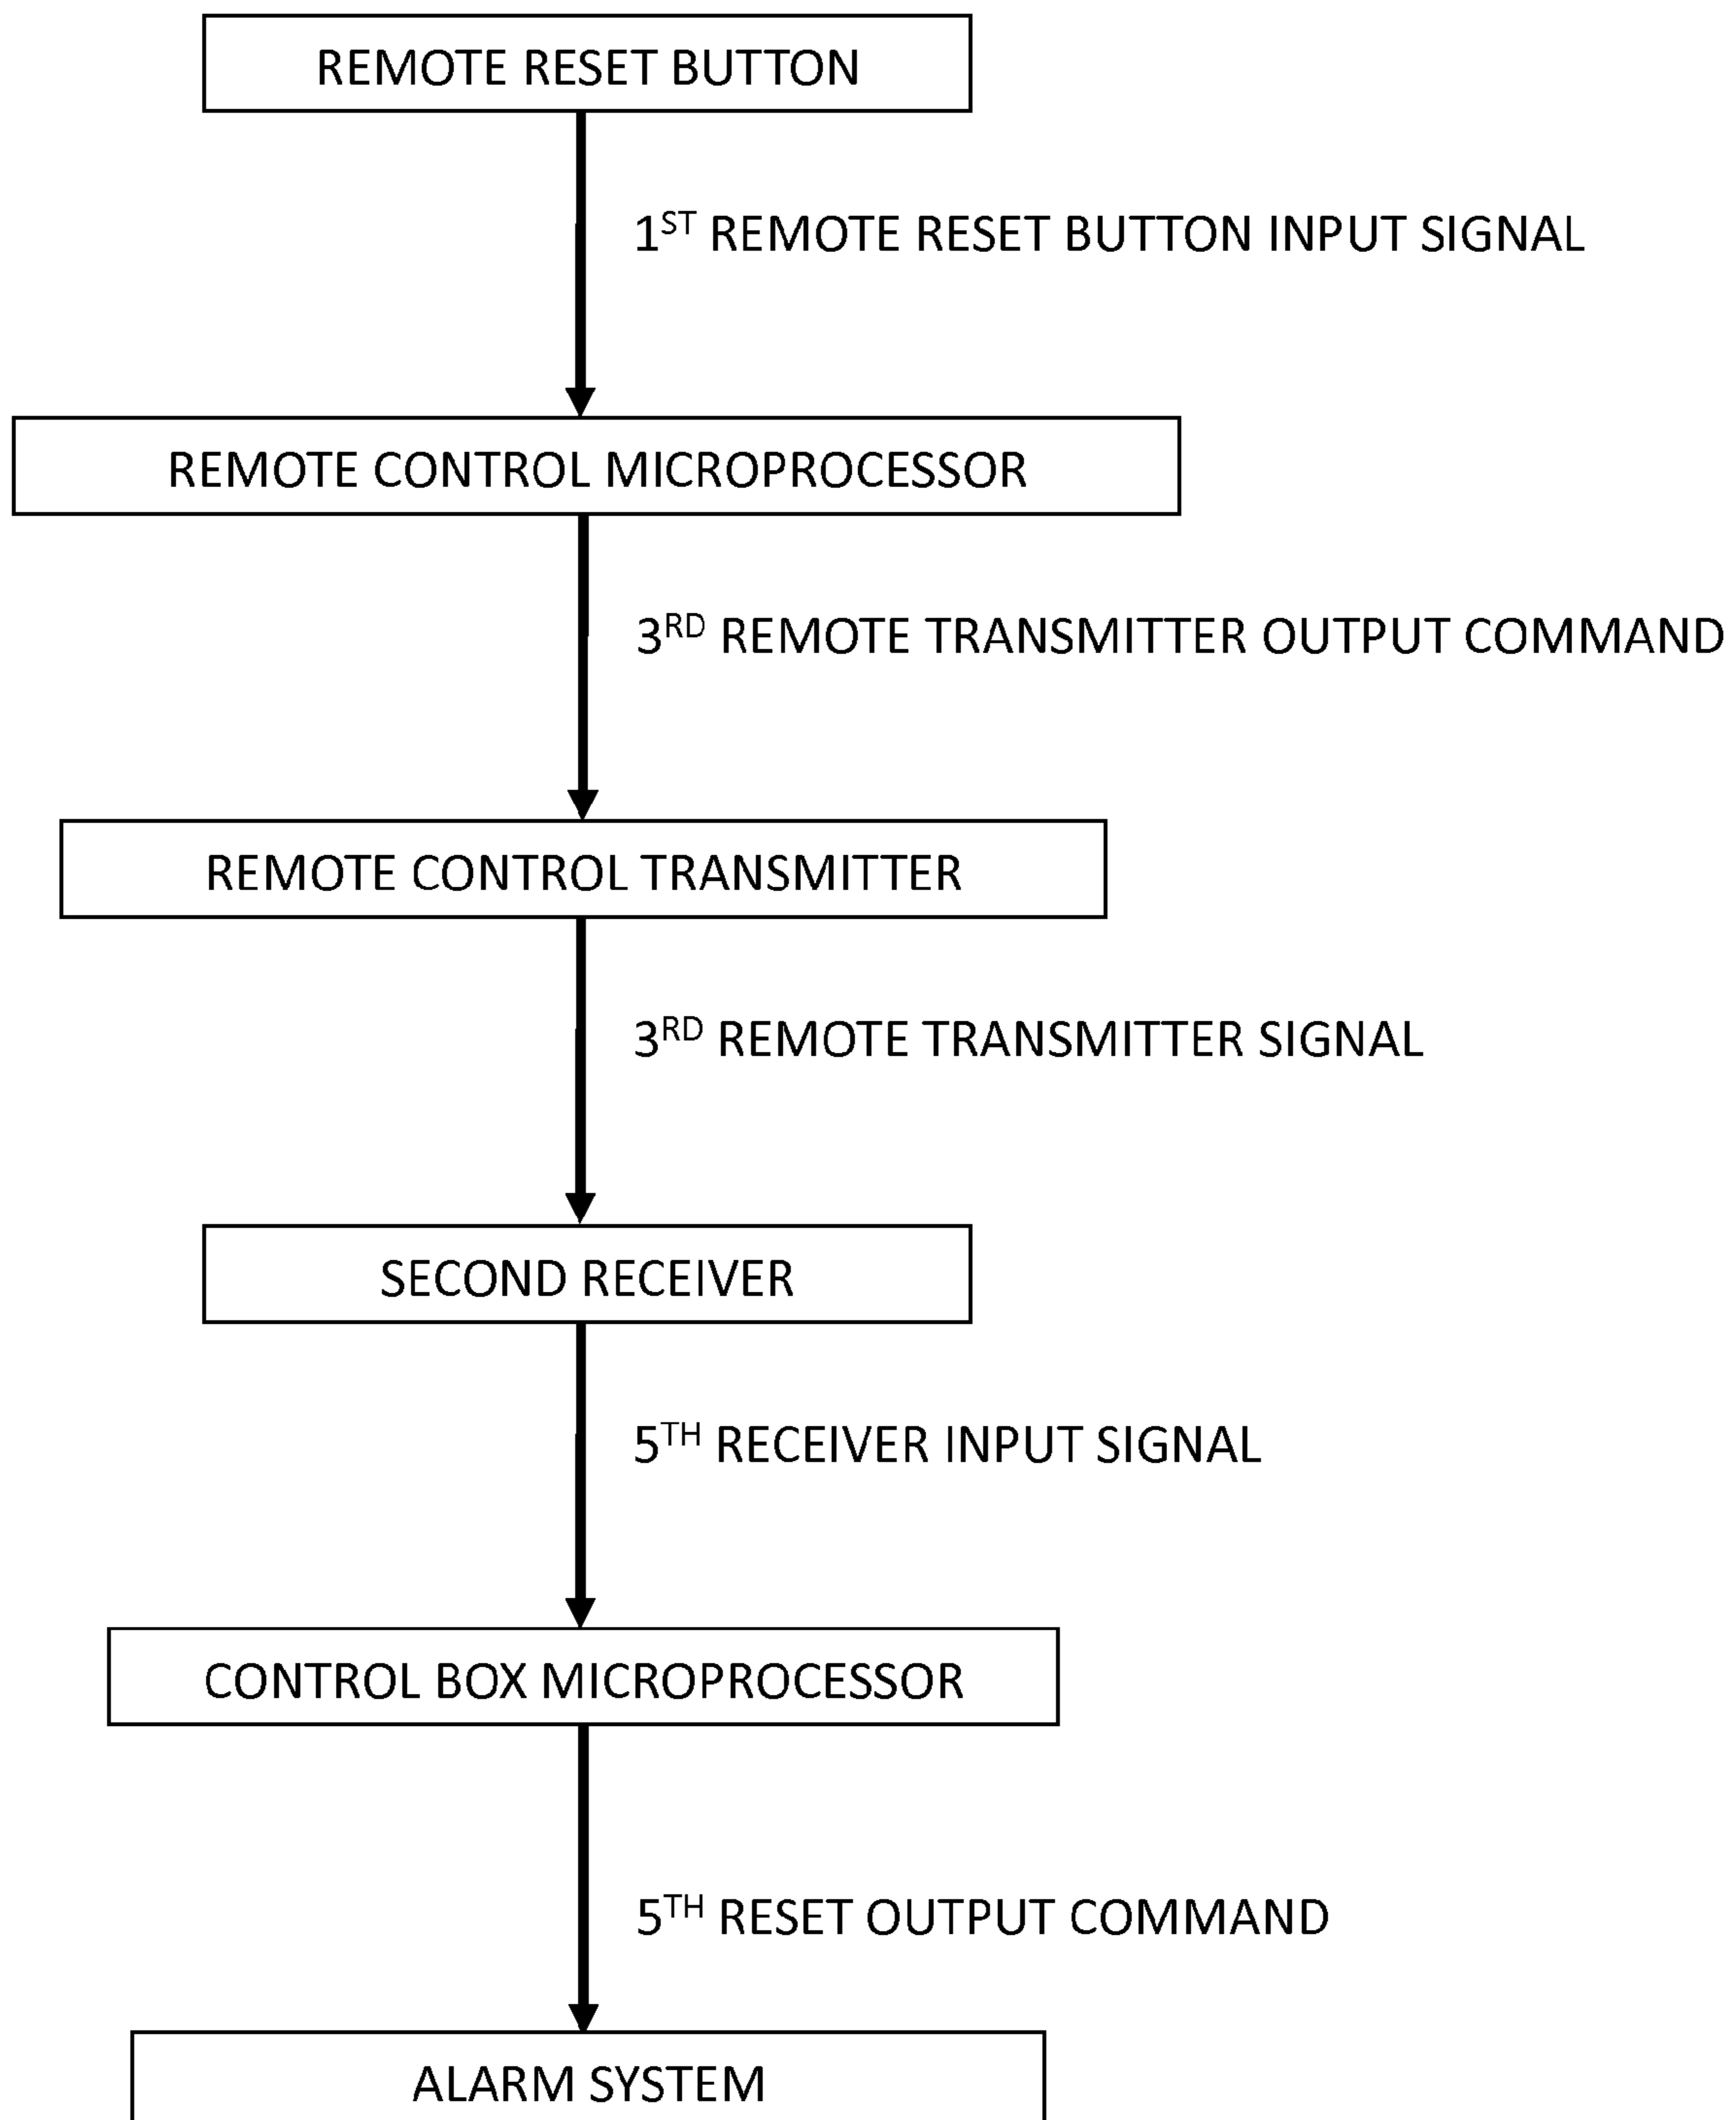 REMOTE RESET BUTTON
1ST REMOTE RESET BUTTON INPUT SIGNAL
REMOTE CONTROL MICROPROCESSOR
3RD REMOTE TRANSMITTER OUTPUT COMMAND
REMOTE CONTROL TRANSMITTER
3RD REMOTE TRANSMITTER SIGNAL
SECOND RECEIVER
5TH RECEIVER INPUT SIGNAL
CONTROL BOX MICROPROCESSOR
5TH RESET OUTPUT COMMAND
ALARM SYSTEM